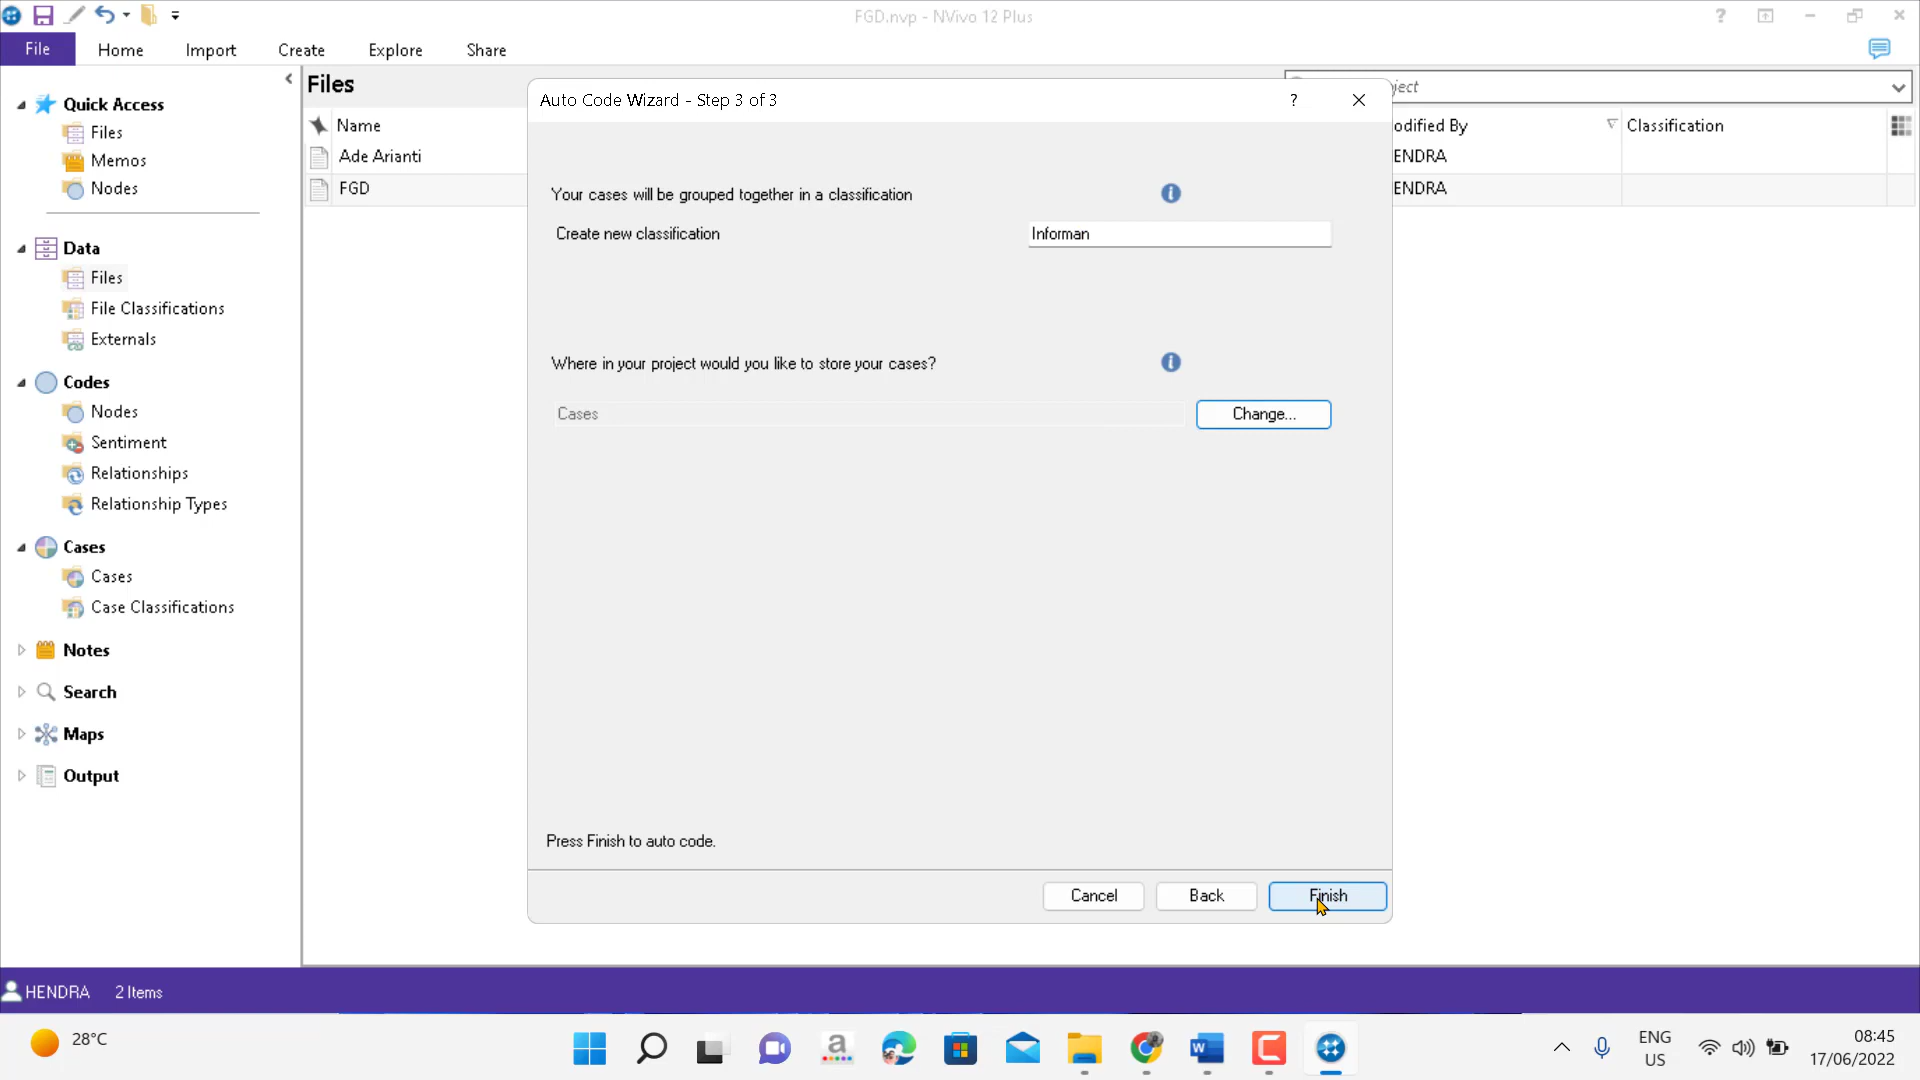 FGD.nvp - NVivo 12 Plus
File Home Import Create Explore Share
Quick Access
Files
Memos
Nodes
Data
Files
File Classifications
Externals
Codes
Nodes
Sentiment
Relationships
Relationship Types
Cases
Cases
Case Classifications
Notes
Search
Maps
Output
Files
Name
Ade Arianti
FGD
Auto Code Wizard - Step 3 of 3
Your cases will be grouped together in a classification
Create new classification Informan
Where in your project would you like to store your cases?
Cases Change...
Press Finish to auto code.
Cancel Back Finish
ject
odified By Classification
ENDRA
ENDRA
HENDRA 2 Items
28°C
ENG
US
08:45
17/06/2022